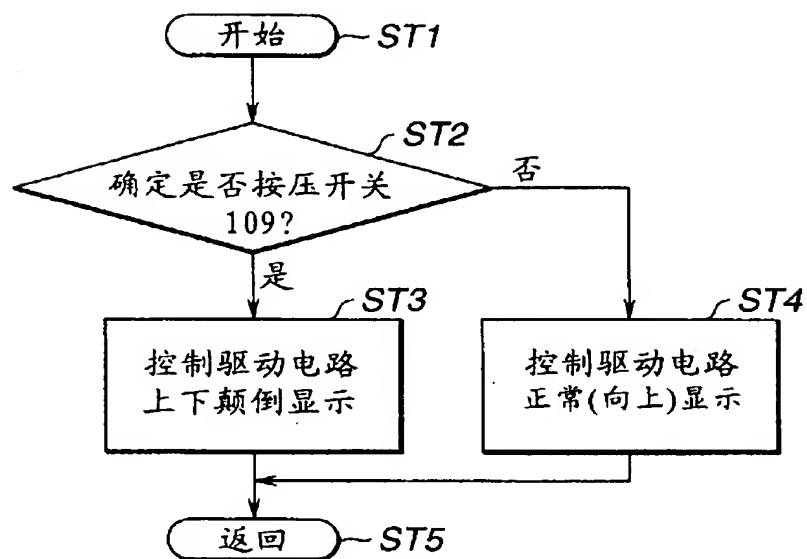 开始
ST1
ST2
确定是否按压开关
109?
否
是
ST3
ST4
控制驱动电路
上下颠倒显示
控制驱动电路
正常(向上)显示
返回
ST5